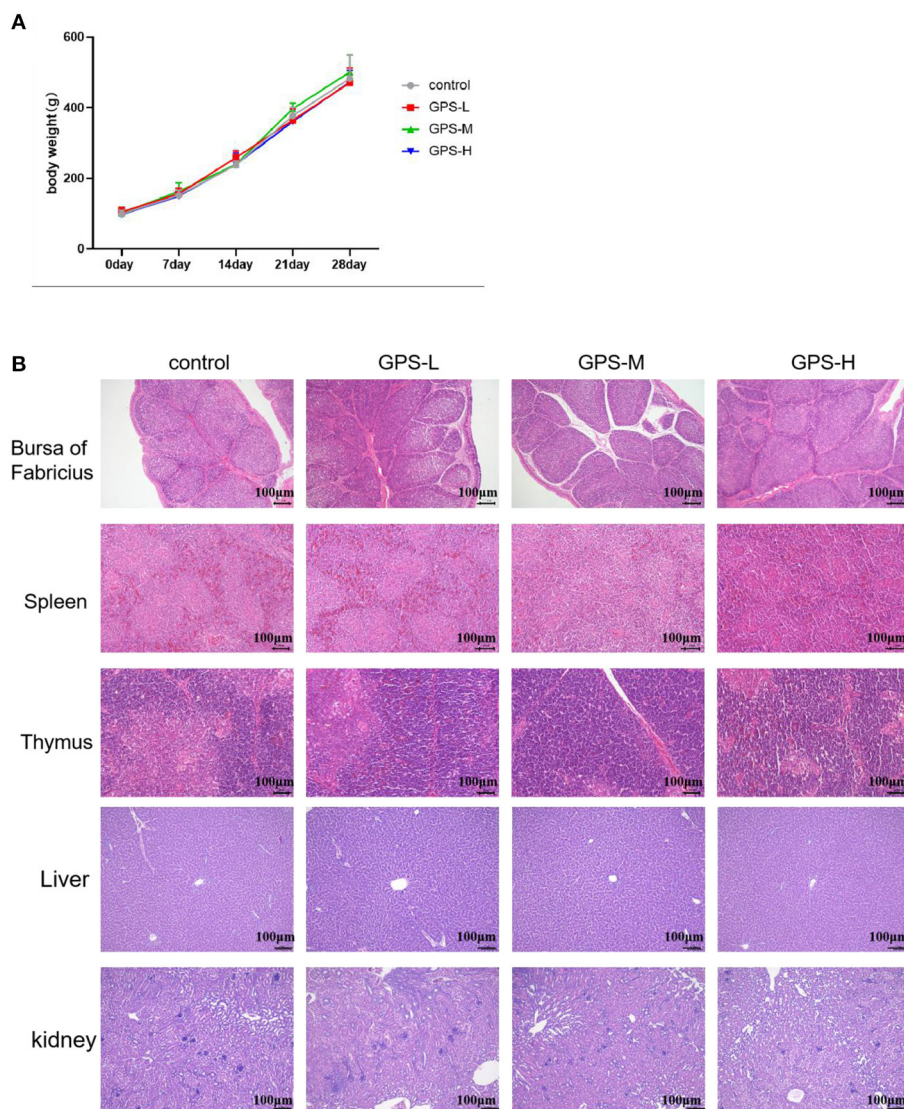 A
600
400
200
0
body weight(g)
0day 7day 14day 21day 28day
control
GPS-L
GPS-M
GPS-H
B
control GPS-L GPS-M GPS-H
Bursa of
Fabricius
100μm 100μm 100μm 100μm
Spleen
100μm 100μm 100μm 100μm
Thymus
100μm 100μm 100μm 100μm
Liver
100μm 100μm 100μm 100μm
kidney
100μm 100μm 100μm 100μm